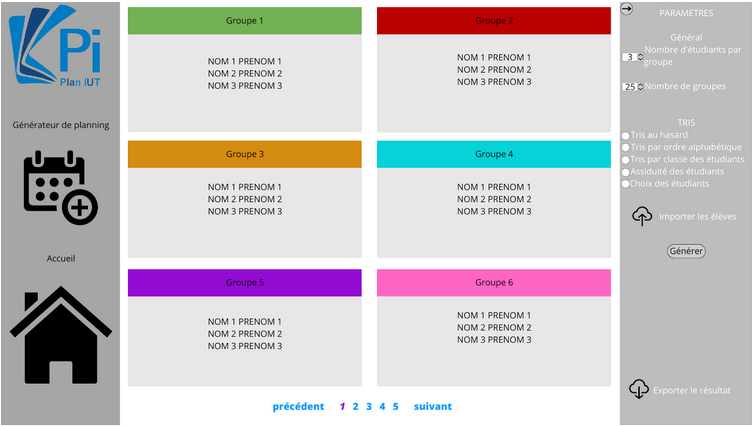 KPi
Plan IUT
Générateur de planning
Accueil
Groupe 1
NOM 1 PRENOM 1
NOM 2 PRENOM 2
NOM 3 PRENOM 3
Groupe 2
NOM 1 PRENOM 1
NOM 2 PRENOM 2
NOM 3 PRENOM 3
Groupe 3
NOM 1 PRENOM 1
NOM 2 PRENOM 2
NOM 3 PRENOM 3
Groupe 4
NOM 1 PRENOM 1
NOM 2 PRENOM 2
NOM 3 PRENOM 3
Groupe 5
NOM 1 PRENOM 1
NOM 2 PRENOM 2
NOM 3 PRENOM 3
Groupe 6
NOM 1 PRENOM 1
NOM 2 PRENOM 2
NOM 3 PRENOM 3
précédent 1 2 3 4 5 suivant
PARAMETRES
Général
3 Nombre d'étudiants par
groupe
25 Nombre de groupes
TRIS
Tris au hasard
Tris par ordre alphabétique
Tris par classe des étudiants
Assiduité des étudiants
Choix des étudiants
Importer les élèves
Générer
Exporter le résultat